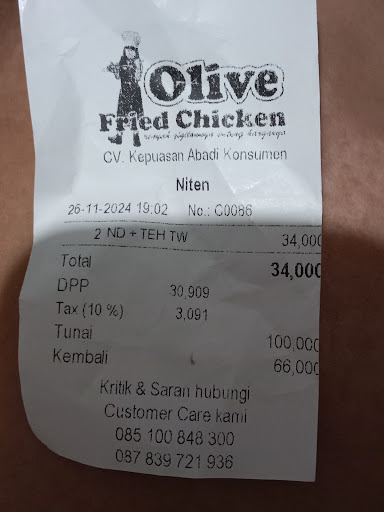 Olive
Fried Chicken
CV. Kepuasan Abadi Konsumen
Niten
26-11-2024 19:02 No.: C0086
2 ND + TEH TW 34,000
Total 34,000
DPP 30,909
Tax (10 %) 3,091
Tunai 100,000
Kembali 66,000
Kritik & Saran hubungi
Customer Care kami
085 100 848 300
087 839 721 936